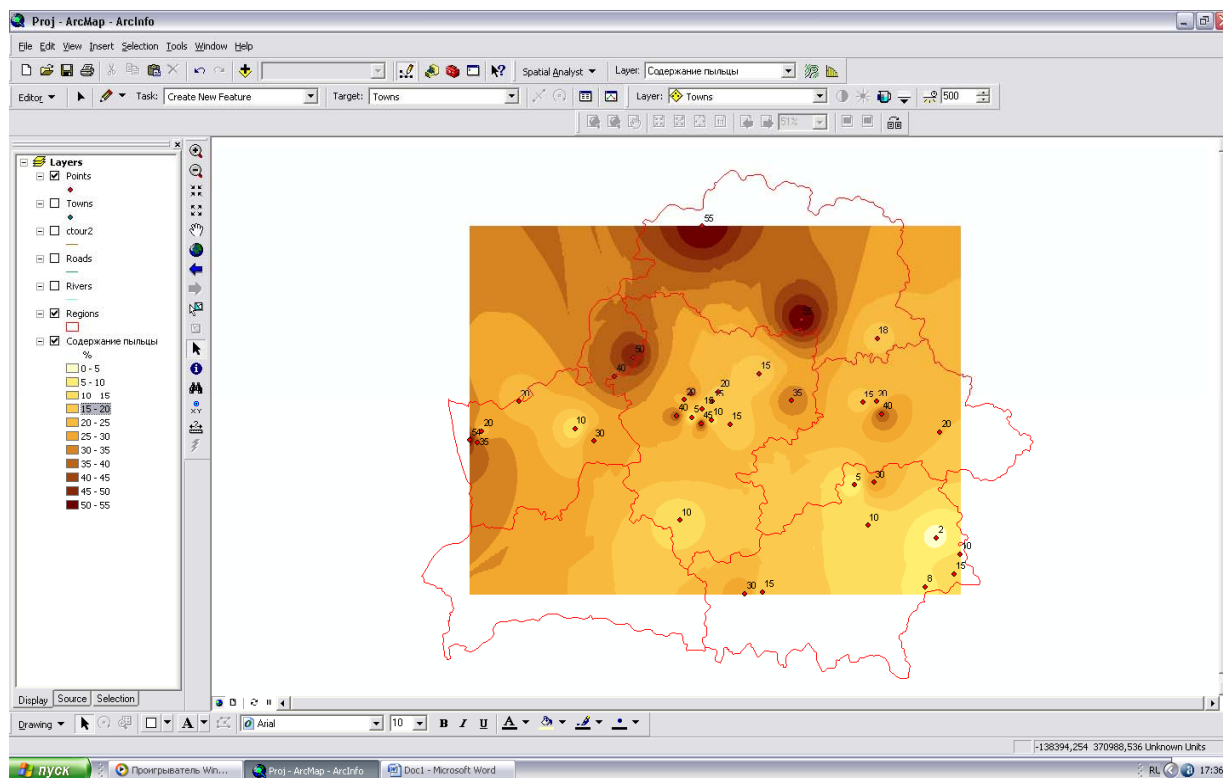 Proj - ArcMap - ArcInfo
File Edit View Insert Selection Tools Window Help
Spatial Analyst Layer: Содержание пыльцы
Editor Task: Create New Feature Target: Towns Layer: Towns 500
51%
Layers
Points
Towns
ctour2
Roads
Rivers
Regions
Содержание пыльцы
%
0 - 5
5 - 10
10 15
15 - 20
20 - 25
25 - 30
30 - 35
35 - 40
40 - 45
45 - 50
50 - 55
55
55
18
50
40
15
20
20
20
15
35
15
20
40
40
5
10
15
45
20
10
30
20
54
35
20
5
30
10
10
2
10
15
8
30
15
Display Source Selection
Drawing A Arial 10 B I U A
-138394,254 370988,536 Unknown Units
пуск Проигрыватель Win... Proj - ArcMap - ArcInfo Doc1 - Microsoft Word RL 17:36